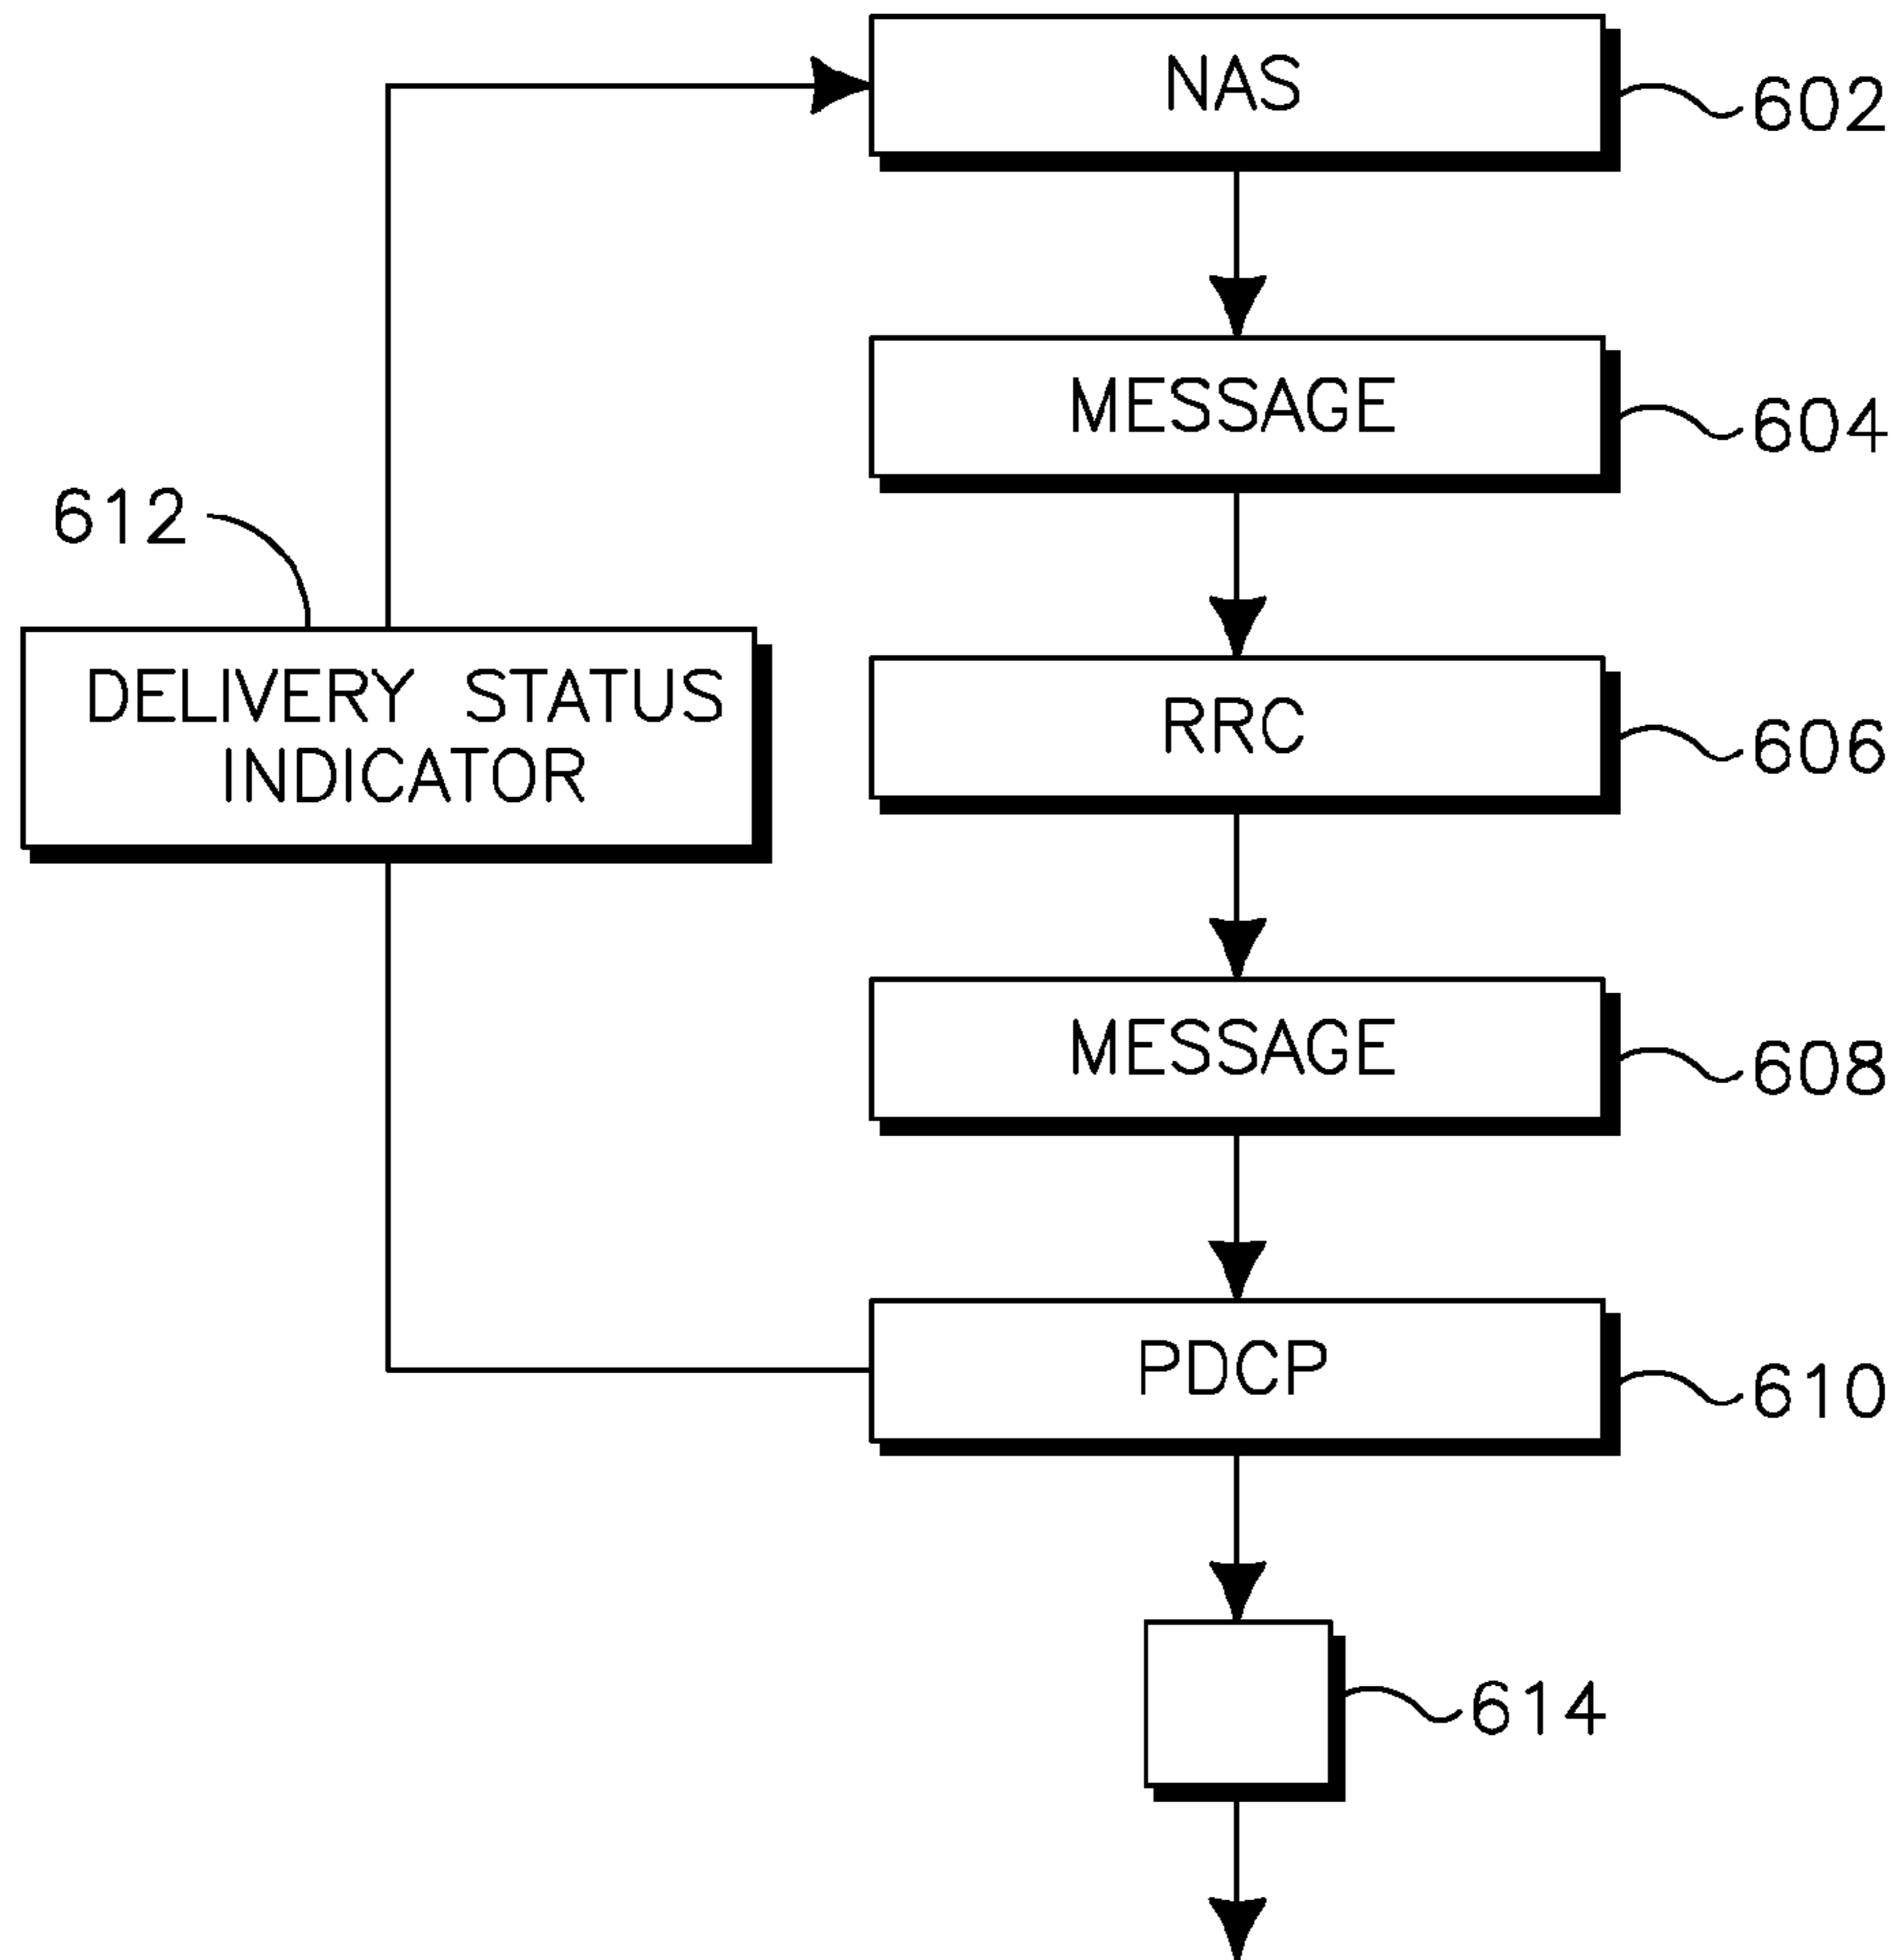 NAS
602
MESSAGE
604
612
DELIVERY STATUS
INDICATOR
RRC
606
MESSAGE
608
PDCP
610
614